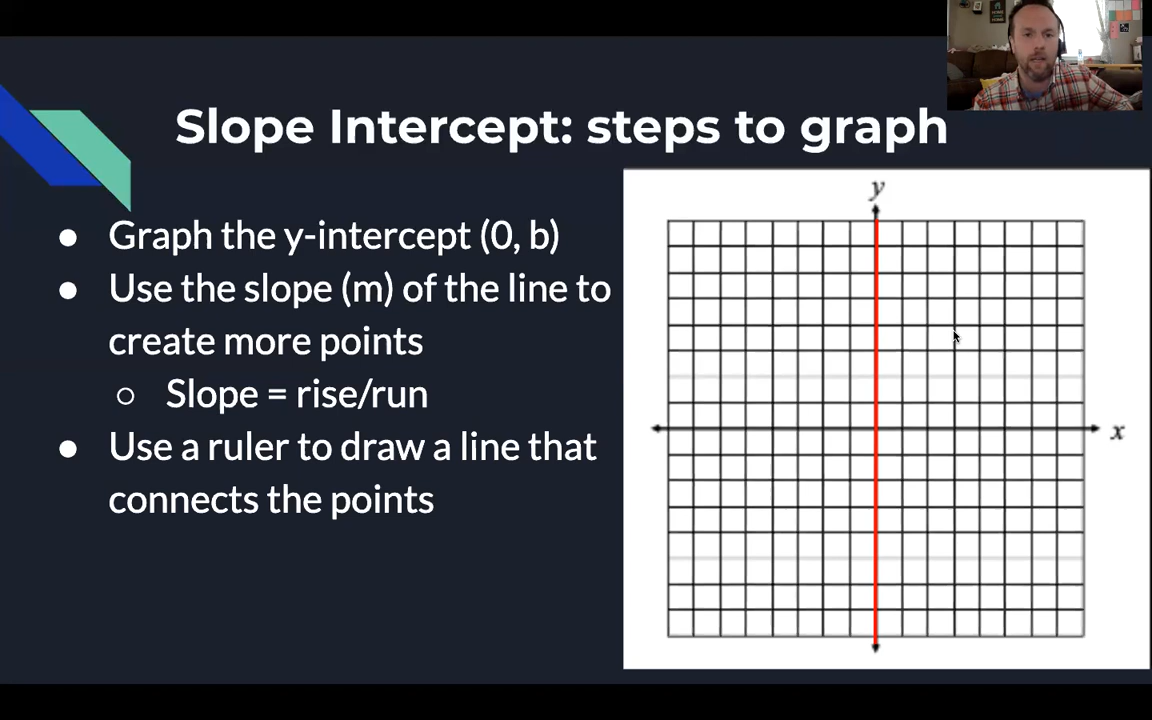 Slope Intercept: steps to graph
● Graph the y-intercept (0, b)
● Use the slope (m) of the line to
create more points
○ Slope = rise/run
● Use a ruler to draw a line that
connects the points
y
x